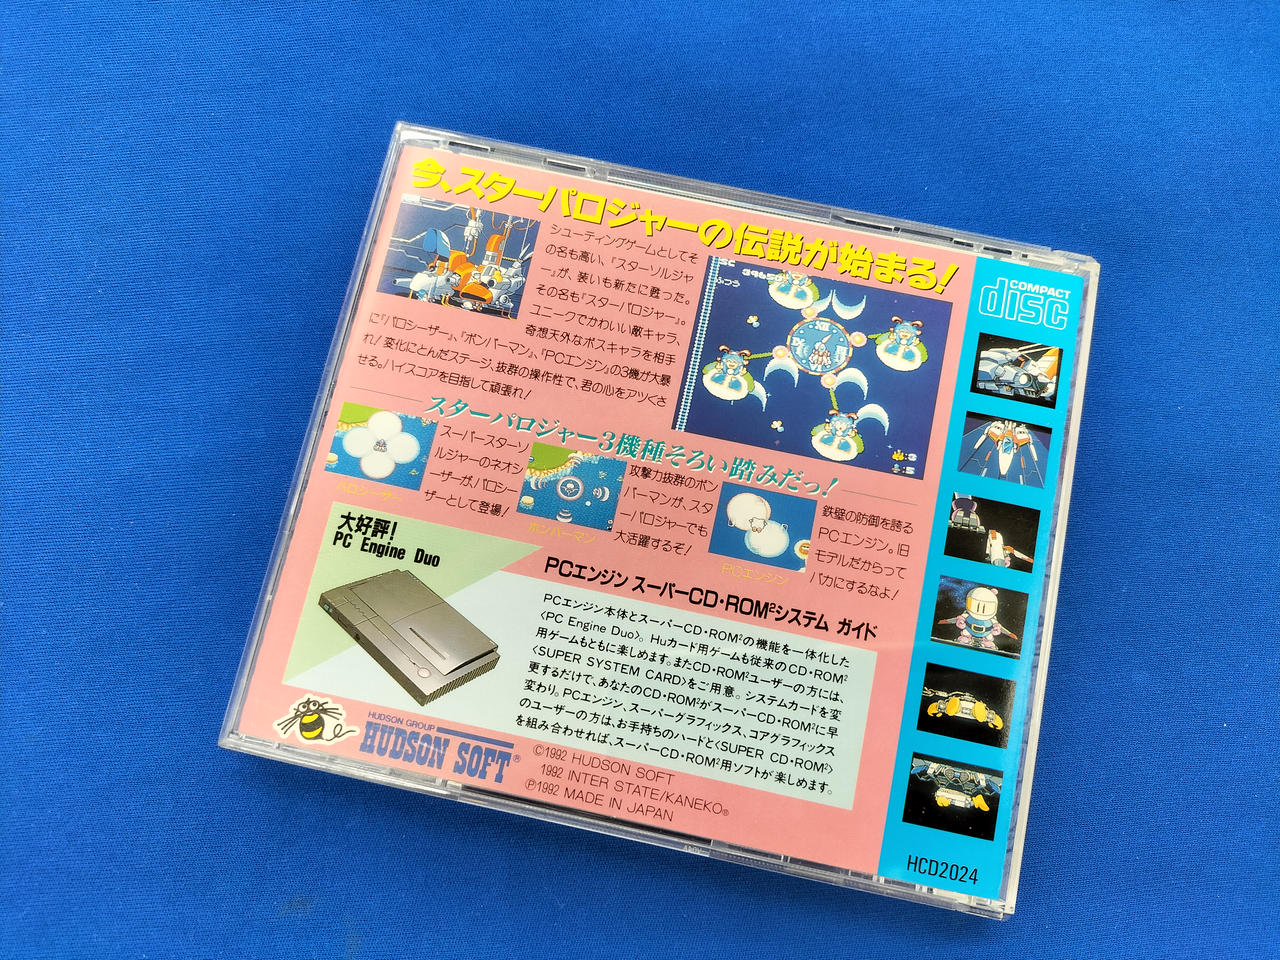 今、スターパロジャーの伝説が始まる!
シューティングゲームとしてそ
の名も高い、『スターソルジャ
ー』が、装いも新たに甦った。
その名も『スターパロジャー』。
ユニークでかわいい敵キャラ、
奇想天外なボスキャラを相手
に『パロシーザー』、『ボンバーマン』、『PCエンジン』の3機が大暴
れ!変化にとんだステージ、抜群の操作性で、君の心をアツくさ
せる。ハイスコアを目指して頑張れ!
SC 39650
ふつう
:3
:5
COMPACT
disc
スターパロジャー3機種そろい踏みだっ!
スーパースターソ
ルジャーのネオシ
ーザーが、パロシー
ザーとして登場!
パロシーザー
攻撃力抜群のボン
バーマンが、スタ
ーパロジャーでも
大活躍するぞ!
ボンバーマン
鉄壁の防御を誇る
PCエンジン。旧
モデルだからって
バカにするなよ!
PCエンジン
大好評!
PC Engine Duo
PCエンジン スーパーCD・ROM²システム ガイド
PCエンジン本体とスーパーCD・ROM²の機能を一体化した
〈PC Engine Duo〉。Huカード用ゲームも従来のCD・ROM²
用ゲームもともに楽しめます。またCD・ROM²ユーザーの方には、
〈SUPER SYSTEM CARD〉をご用意。システムカードを変
更するだけで、あなたのCD・ROM²がスーパーCD・ROM²に早
変わり。PCエンジン、スーパーグラフィックス、コアグラフィックス
のユーザーの方は、お手持ちのハードと〈SUPER CD・ROM²〉
を組み合わせれば、スーパーCD・ROM²用ソフトが楽しめます。
HUDSON GROUP
HUDSON SOFT®
©1992 HUDSON SOFT
1992 INTER STATE/KANEKO®
Ⓟ1992 MADE IN JAPAN
HCD2024